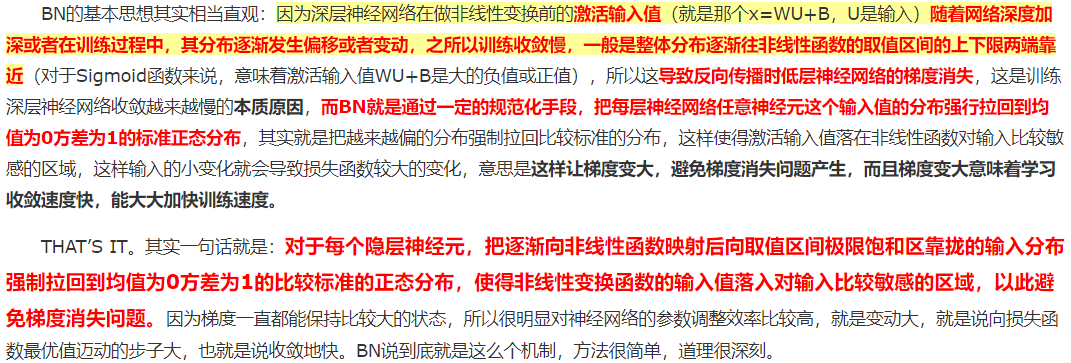 BN的基本思想其实相当直观：因为深层神经网络在做非线性变换前的激活输入值（就是那个x=WU+B，U是输入）随着网络深度加
深或者在训练过程中，其分布逐渐发生偏移或者变动，之所以训练收敛慢，一般是整体分布逐渐往非线性函数的取值区间的上下限两端靠
近（对于Sigmoid函数来说，意味着激活输入值WU+B是大的负值或正值），所以这导致反向传播时低层神经网络的梯度消失，这是训练
深层神经网络收敛越来越慢的本质原因，而BN就是通过一定的规范化手段，把每层神经网络任意神经元这个输入值的分布强行拉回到均
值为0方差为1的标准正态分布，其实就是把越来越偏的分布强制拉回比较标准的分布，这样使得激活输入值落在非线性函数对输入比较敏
感的区域，这样输入的小变化就会导致损失函数较大的变化，意思是这样让梯度变大，避免梯度消失问题产生，而且梯度变大意味着学习
收敛速度快，能大大加快训练速度。
THAT’S IT。其实一句话就是：对于每个隐层神经元，把逐渐向非线性函数映射后向取值区间极限饱和区靠拢的输入分布
强制拉回到均值为0方差为1的比较标准的正态分布，使得非线性变换函数的输入值落入对输入比较敏感的区域，以此避
免梯度消失问题。因为梯度一直都能保持比较大的状态，所以很明显对神经网络的参数调整效率比较高，就是变动大，就是说向损失函
数最优值迈动的步子大，也就是说收敛地快。BN说到底就是这么个机制，方法很简单，道理很深刻。